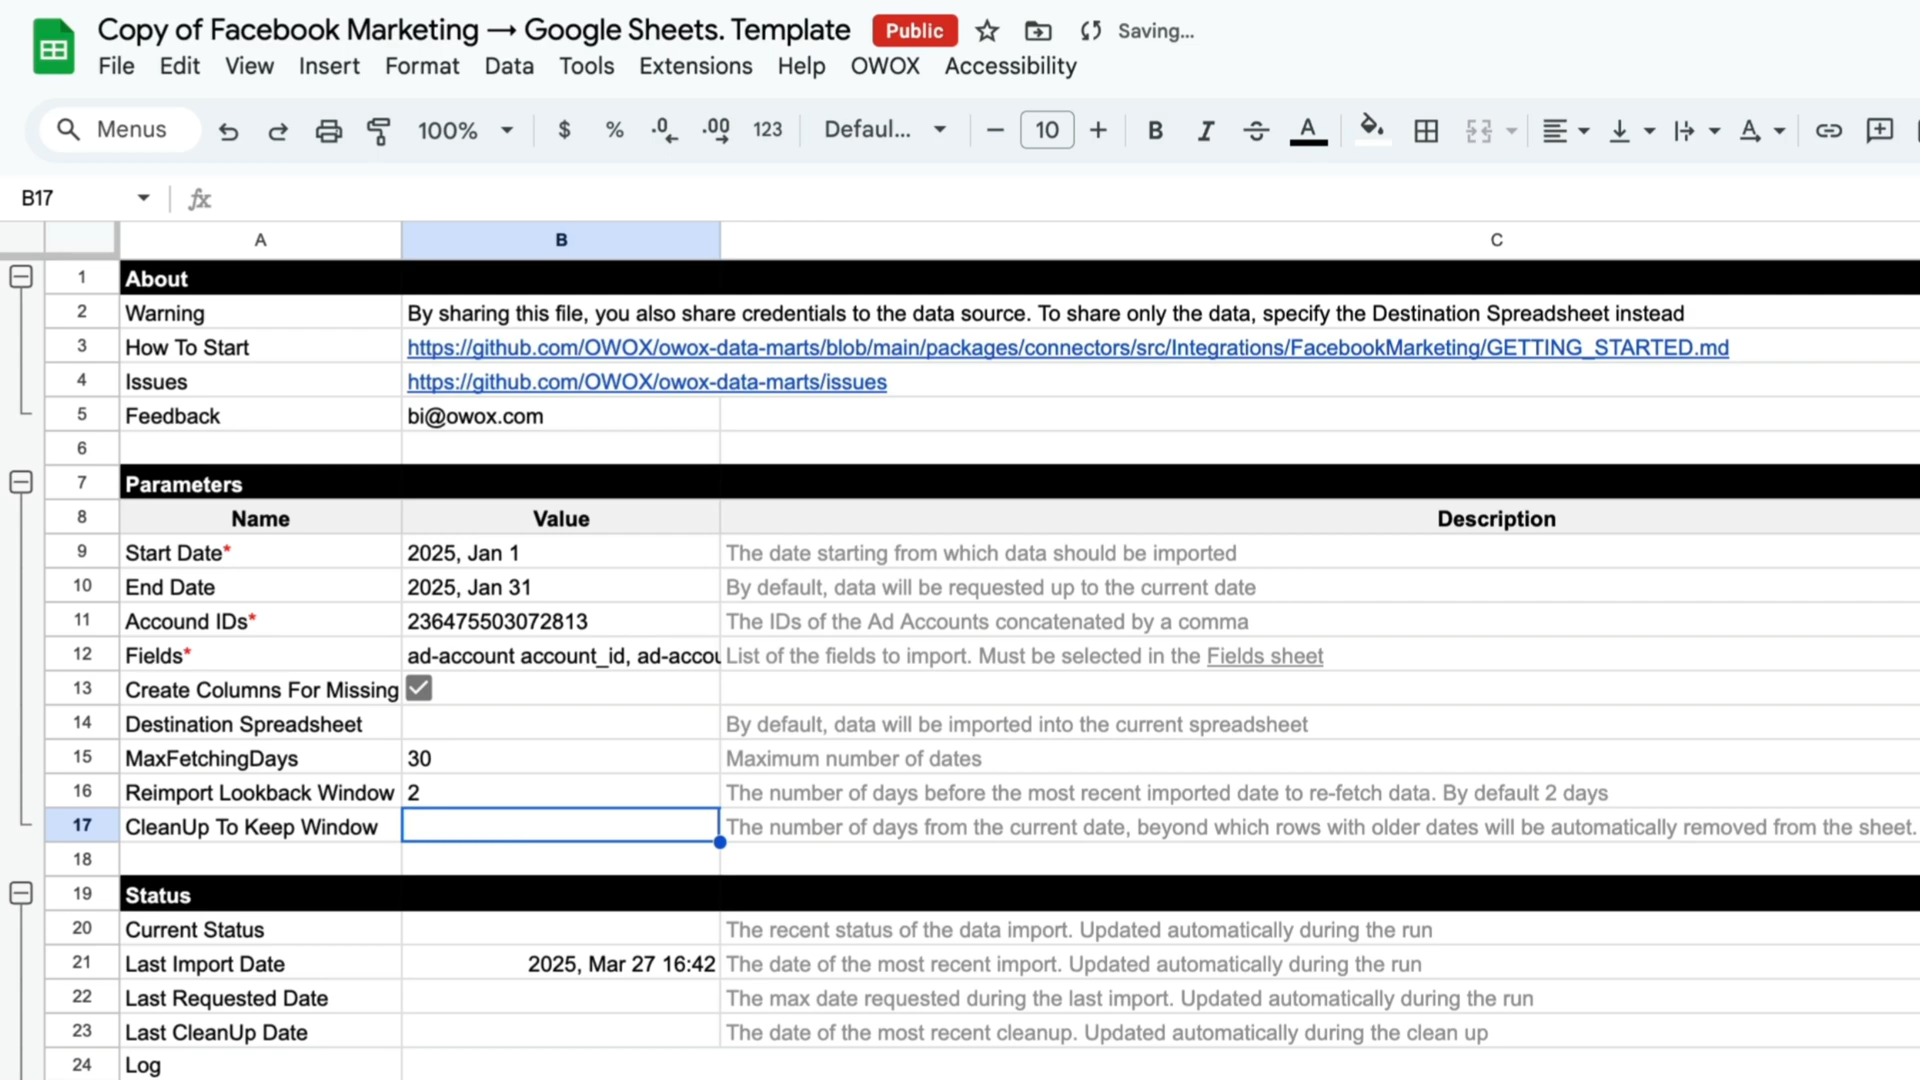 Copy of Facebook Marketing → Google Sheets. Template Public Saving...
File Edit View Insert Format Data Tools Extensions Help OWOX Accessibility
Menus 100% $ % .0 .00 123 Defaul... 10 B I A A
B17 fx
A B C
1 About
2 Warning By sharing this file, you also share credentials to the data source. To share only the data, specify the Destination Spreadsheet instead
3 How To Start https://github.com/OWOX/owox-data-marts/blob/main/packages/connectors/src/Integrations/FacebookMarketing/GETTING_STARTED.md
4 Issues https://github.com/OWOX/owox-data-marts/issues
5 Feedback bi@owox.com
6
7 Parameters
8 Name Value Description
9 Start Date* 2025, Jan 1 The date starting from which data should be imported
10 End Date 2025, Jan 31 By default, data will be requested up to the current date
11 Accound IDs* 236475503072813 The IDs of the Ad Accounts concatenated by a comma
12 Fields* ad-account account_id, ad-accou List of the fields to import. Must be selected in the Fields sheet
13 Create Columns For Missing
14 Destination Spreadsheet By default, data will be imported into the current spreadsheet
15 MaxFetchingDays 30 Maximum number of dates
16 Reimport Lookback Window 2 The number of days before the most recent imported date to re-fetch data. By default 2 days
17 CleanUp To Keep Window The number of days from the current date, beyond which rows with older dates will be automatically removed from the sheet.
18
19 Status
20 Current Status The recent status of the data import. Updated automatically during the run
21 Last Import Date 2025, Mar 27 16:42 The date of the most recent import. Updated automatically during the run
22 Last Requested Date The max date requested during the last import. Updated automatically during the run
23 Last CleanUp Date The date of the most recent cleanup. Updated automatically during the clean up
24 Log